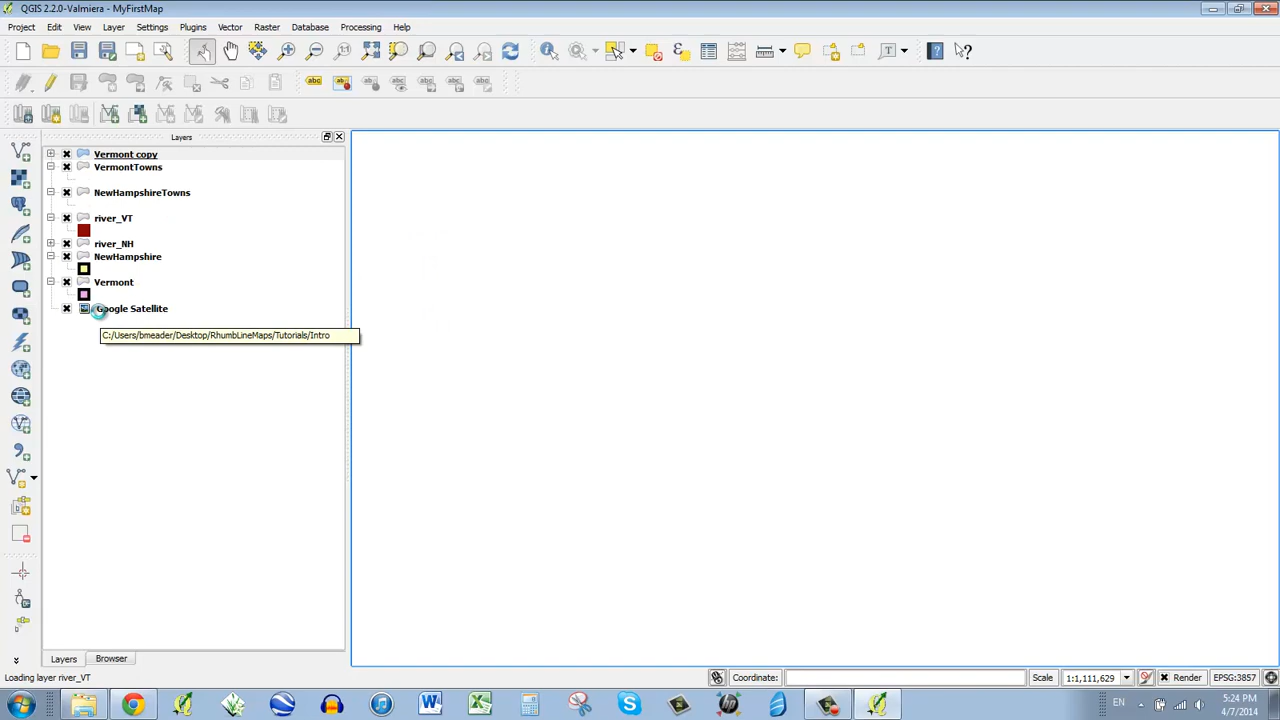 QGIS 2.2.0-Valmiera - MyFirstMap
Project Edit View Layer Settings Plugins Vector Raster Database Processing Help
Layers
Vermont copy
VermontTowns
NewHampshireTowns
river_VT
river_NH
NewHampshire
Vermont
Google Satellite
C:/Users/bmeader/Desktop/RhumbLineMaps/Tutorials/Intro
Layers Browser
Loading layer river_VT Coordinate: Scale 1:1,111,629 Render EPSG:3857
EN 5:24 PM
4/7/2014